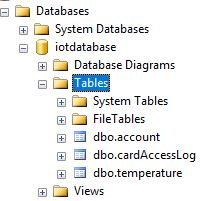 Databases
System Databases
iotdatabase
Database Diagrams
Tables
System Tables
FileTables
dbo.account
dbo.cardAccessLog
dbo.temperature
Views